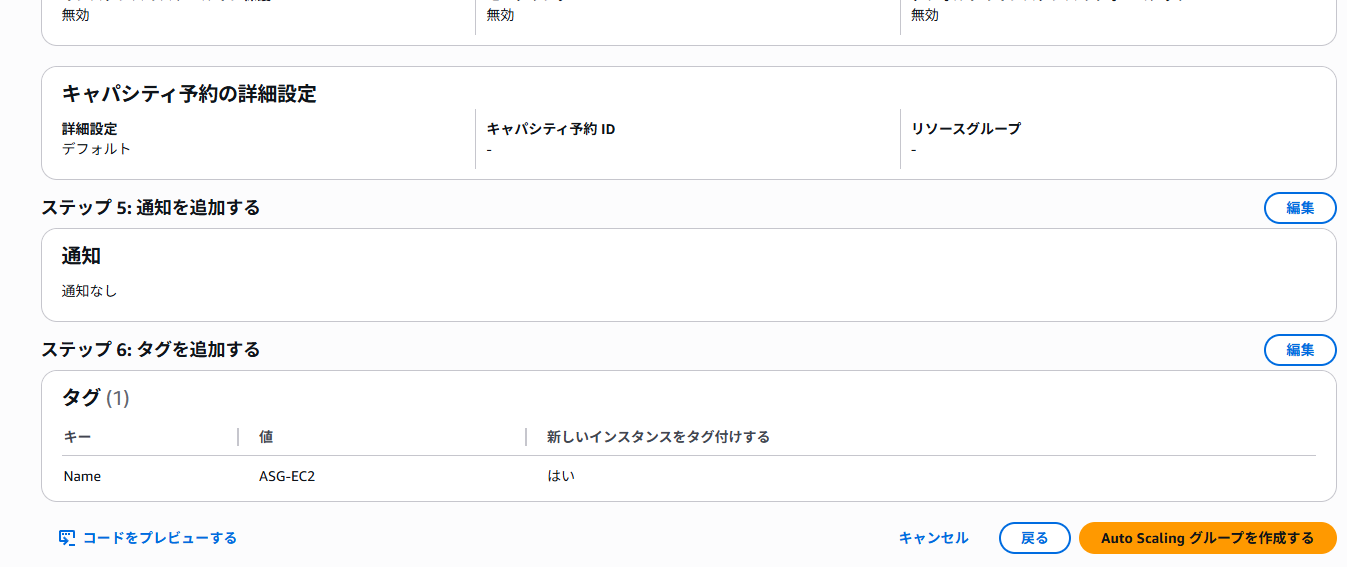 無効
無効
無効
キャパシティ予約の詳細設定
詳細設定
キャパシティ予約 ID
リソースグループ
デフォルト
-
-
ステップ 5: 通知を追加する
編集
通知
通知なし
ステップ 6: タグを追加する
編集
タグ (1)
キー
値
新しいインスタンスをタグ付けする
Name
ASG-EC2
はい
コードをプレビューする
キャンセル
戻る
Auto Scaling グループを作成する